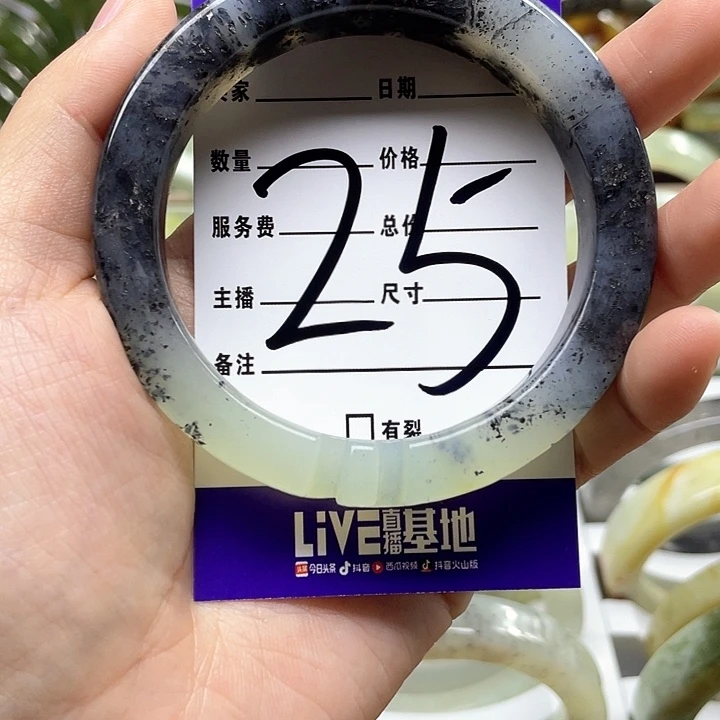 家 日期
数量 价格
服务费 总价
主播 尺寸
25
备注
有裂
LiVE直播基地
今日头条 抖音 西瓜视频 抖音火山版